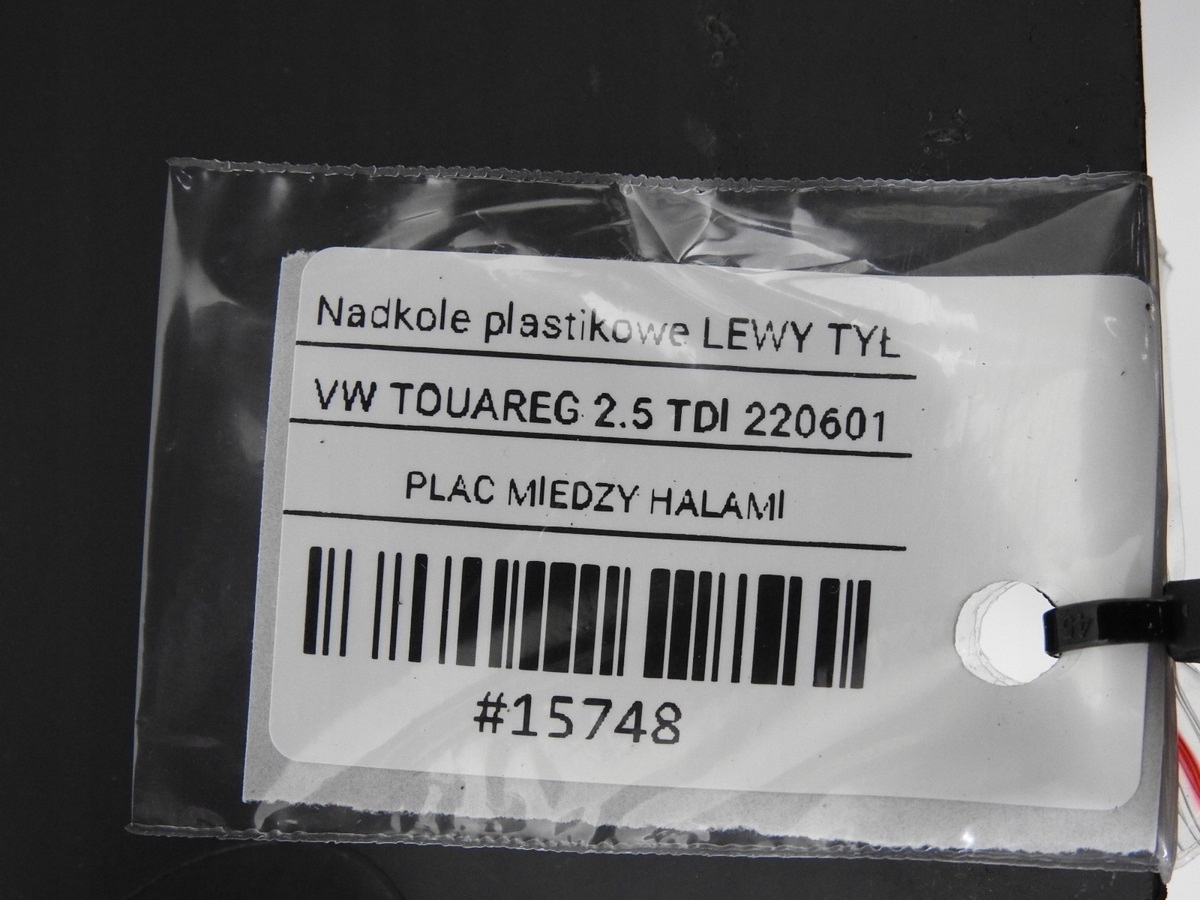 Nadkole plastikowe LEWY TYŁ
VW TOUAREG 2.5 TDI 220601
PLAC MIEDZY HALAMI
#15748